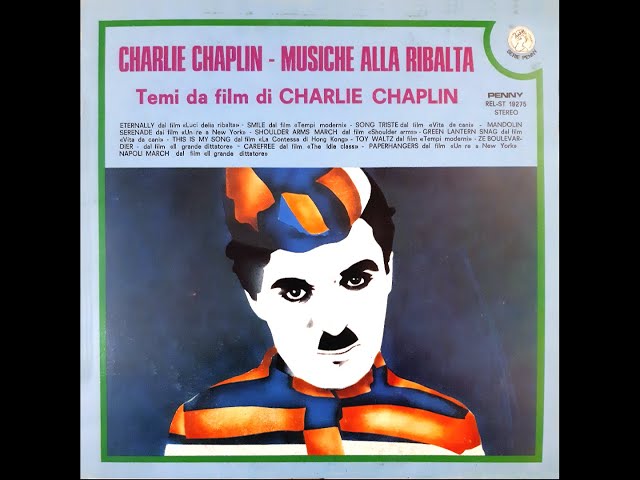 CHARLIE CHAPLIN - MUSICHE ALLA RIBALTA
Temi da film di CHARLIE CHAPLIN
SERIE PENNY
PENNY
REL-ST 19275
STEREO
ETERNALLY dal film «Luci della ribalta» - SMILE dal film «Tempi moderni» - SONG TRISTE dal film «Vita da cani» - MANDOLIN
SERENADE dal film «Un re a New York» - SHOULDER ARMS MARCH dal film «Shoulder arms» - GREEN LANTERN SNAG dal film
«Vita da cani» - THIS IS MY SONG dal film «La Contessa di Hong Kong» - TOY WALTZ dal film «Tempi moderni» - ZE BOULEVAR-
DIER - dal film «Il grande dittatore» - CAREFREE dal film «The Idle class» - PAPERHANGERS dal film «Un re a New York»
NAPOLI MARCH dal film «Il grande dittatore»